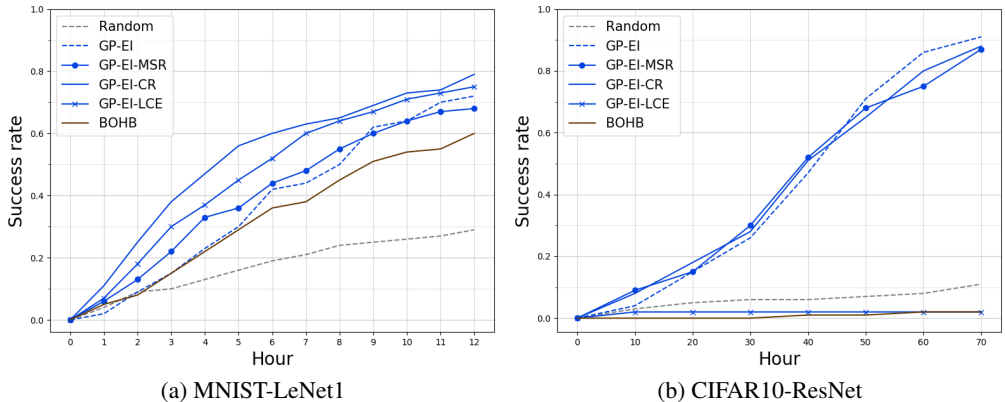 1.0
0.8
0.6
0.4
0.2
0.0
Success rate
Random
GP-EI
GP-EI-MSR
GP-EI-CR
GP-EI-LCE
BOHB
0 1 2 3 4 5 6 7 8 9 10 11 12
Hour
(a) MNIST-LeNet1
1.0
0.8
0.6
0.4
0.2
0.0
Success rate
Random
GP-EI
GP-EI-MSR
GP-EI-CR
GP-EI-LCE
BOHB
0 10 20 30 40 50 60 70
Hour
(b) CIFAR10-ResNet